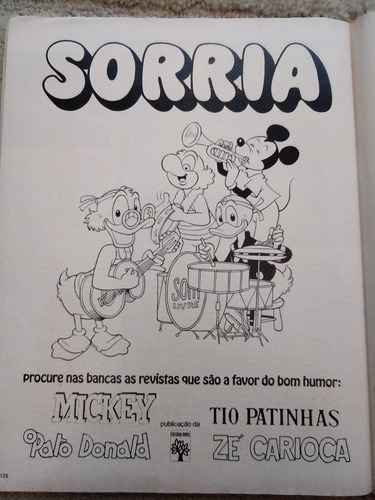 SORRIA
SOM
LIVRE
procure nas bancas as revistas que são a favor do bom humor:
MICKEY
TIO PATINHAS
publicação da
O Pato Donald
ZÉ CARIOCA
126